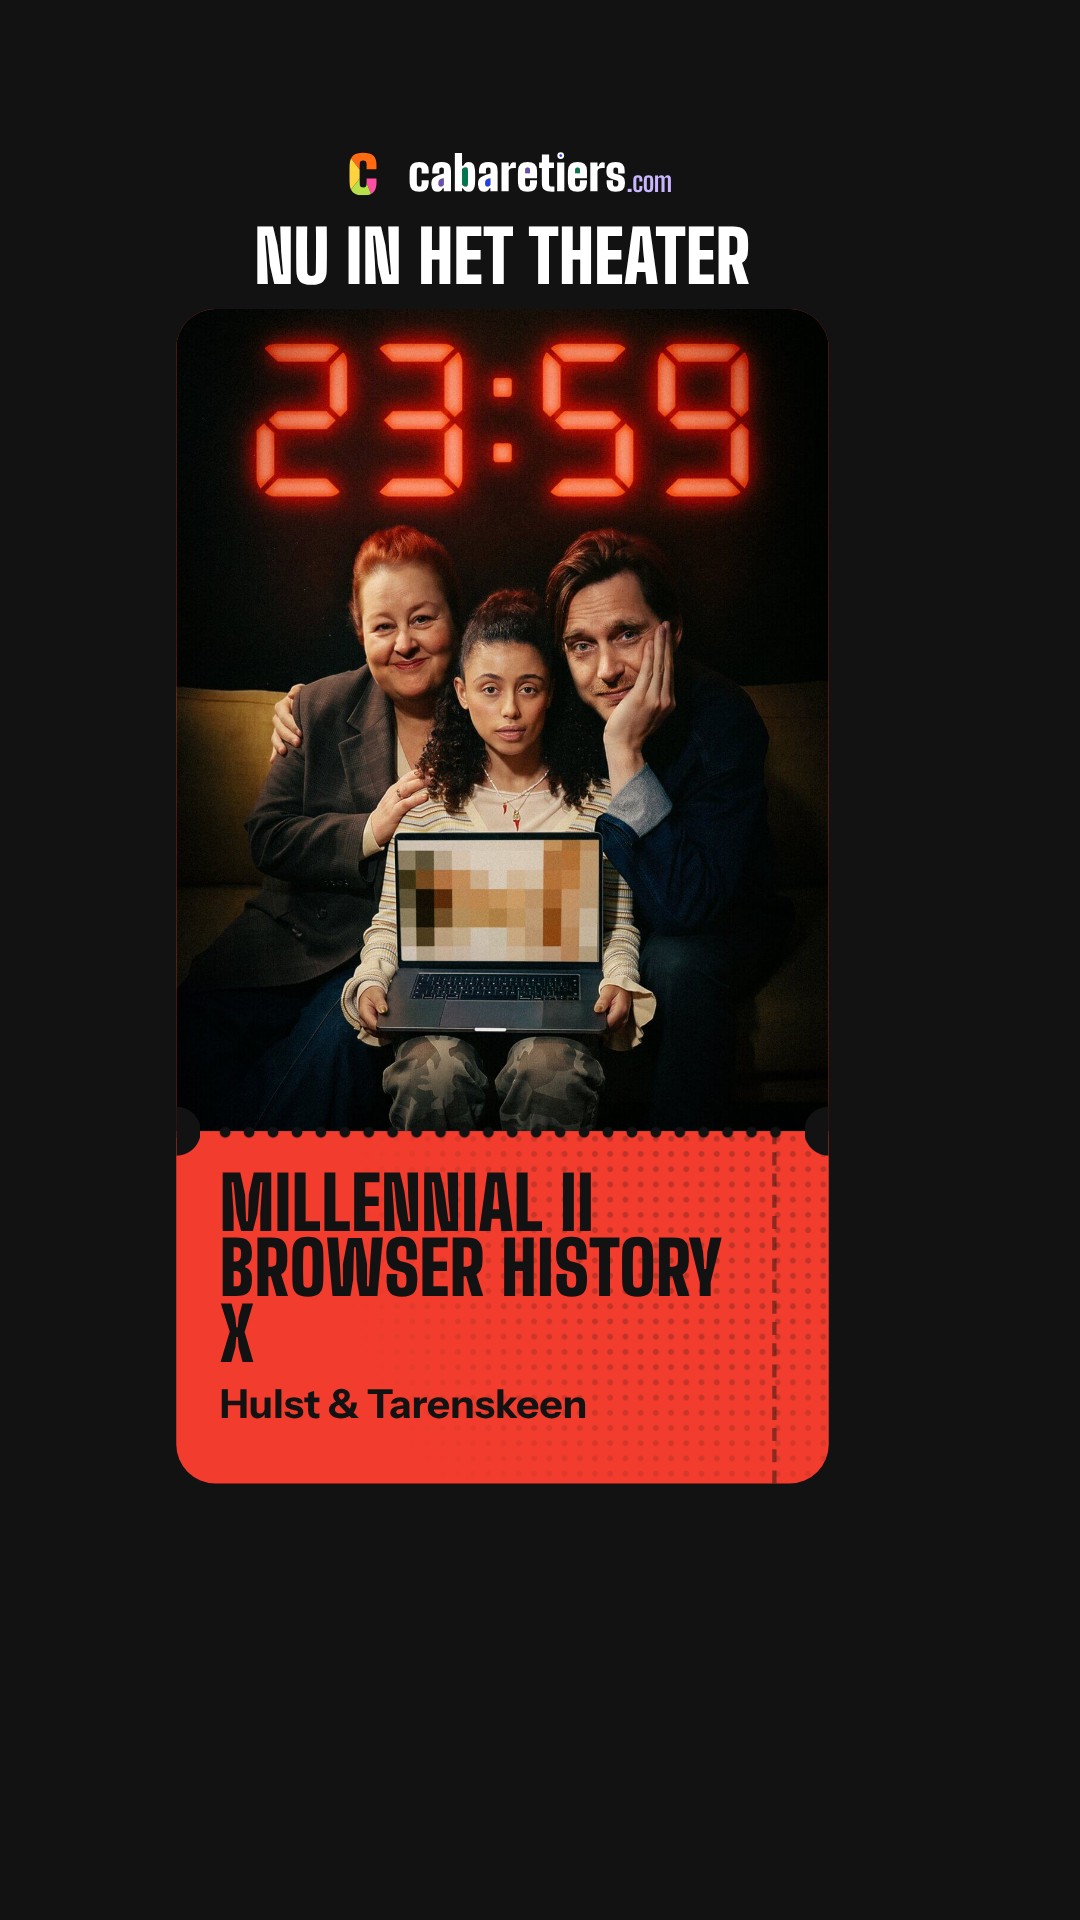 C cabaretiers.com
NU IN HET THEATER
23:59
MILLENNIAL II
BROWSER HISTORY
X
Hulst & Tarenskeen